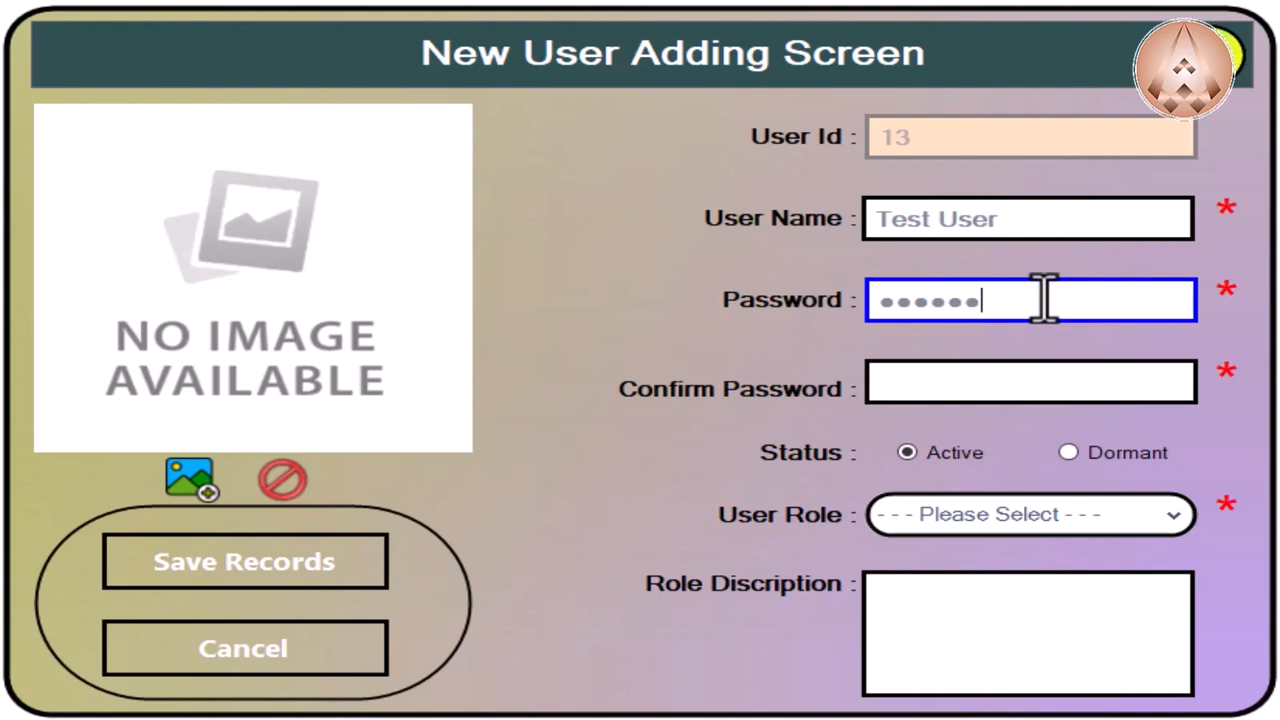 New User Adding Screen
NO IMAGE
AVAILABLE
Save Records
Cancel
User Id : 13
User Name : Test User *
Password : ●●●●●● *
Confirm Password : *
Status : Active Dormant
User Role : - - - Please Select - - - *
Role Discription :